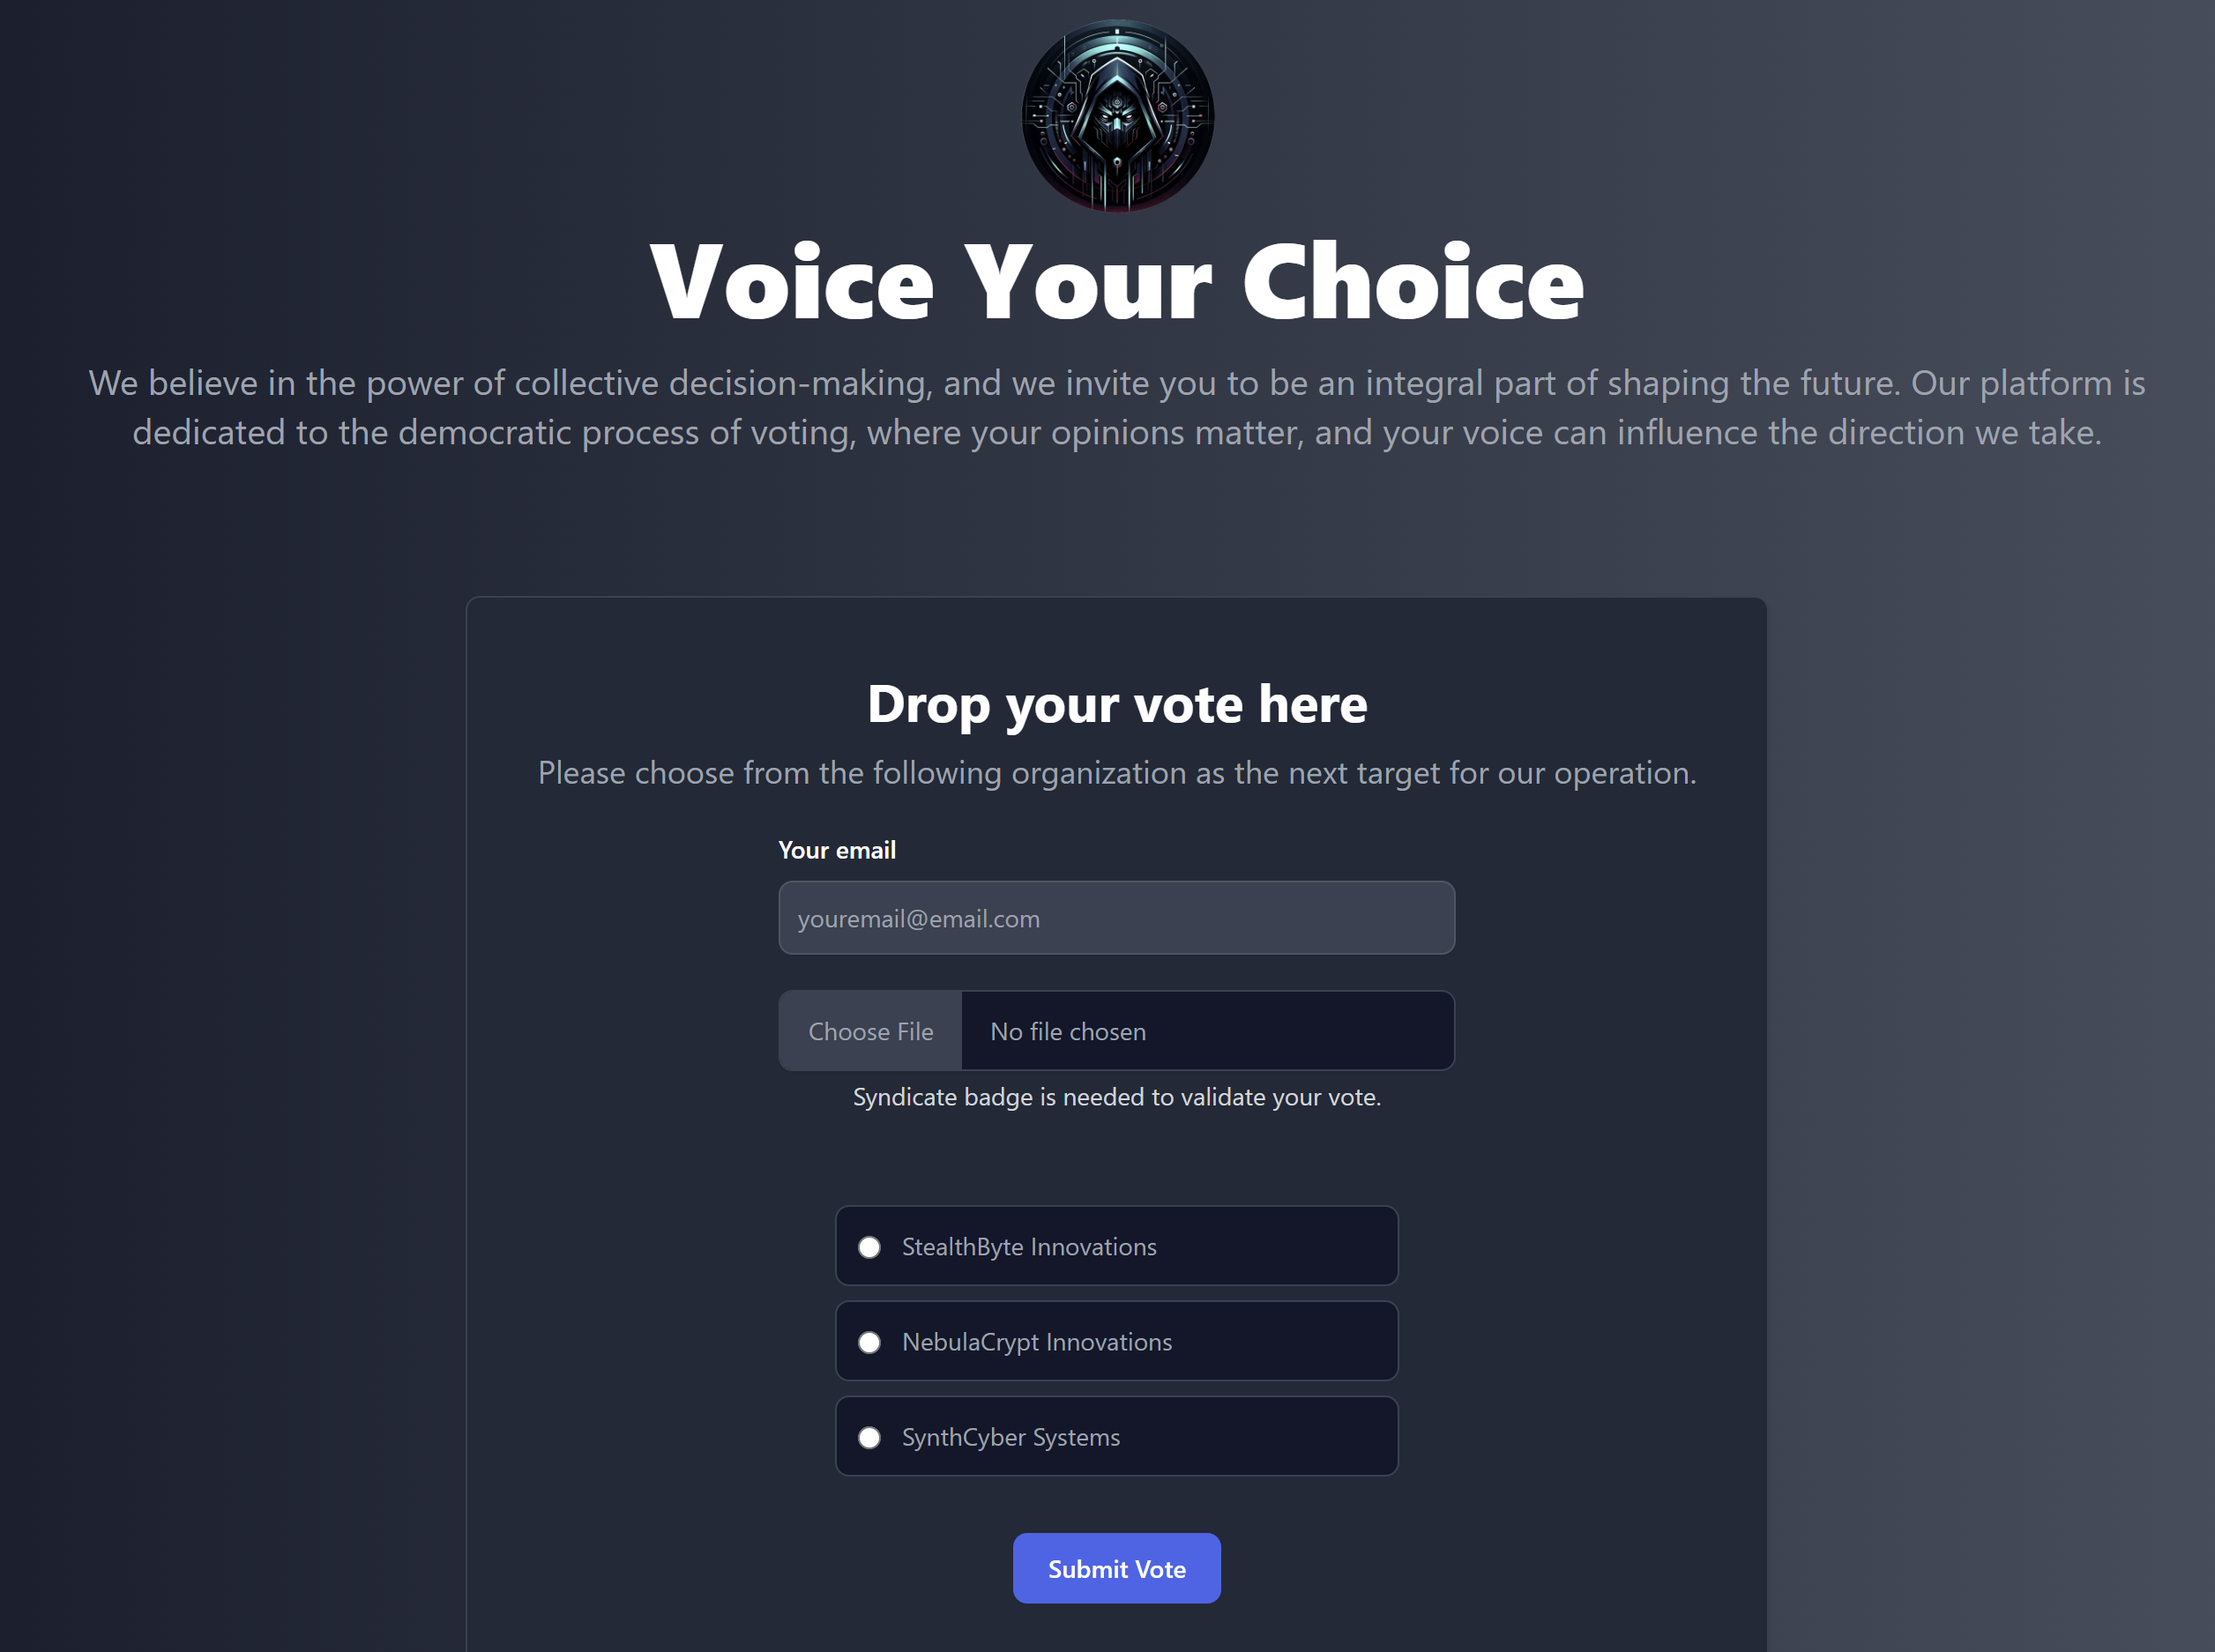 Voice Your Choice
We believe in the power of collective decision-making, and we invite you to be an integral part of shaping the future. Our platform is
dedicated to the democratic process of voting, where your opinions matter, and your voice can influence the direction we take.
Drop your vote here
Please choose from the following organization as the next target for our operation.
Your email
youremail@email.com
Choose File No file chosen
Syndicate badge is needed to validate your vote.
StealthByte Innovations
NebulaCrypt Innovations
SynthCyber Systems
Submit Vote